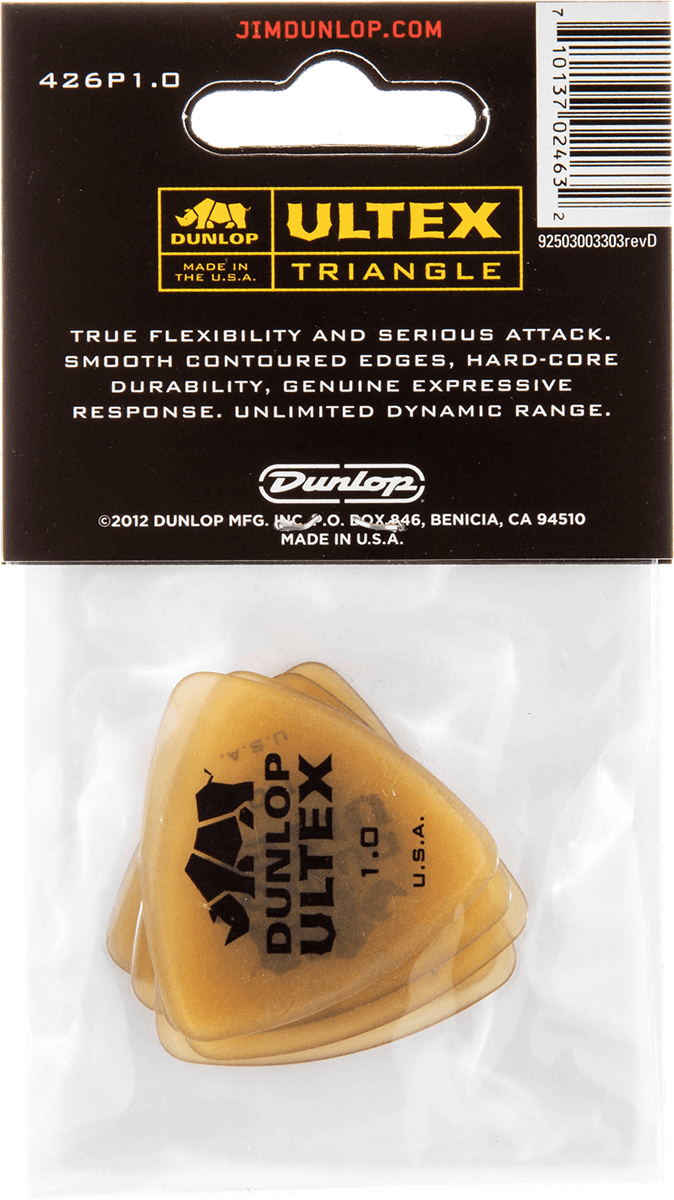 JIMDUNLOP.COM
426P1.0
7 10137 02463 2
92503003303revD
DUNLOP
MADE IN
THE U.S.A.
ULTEX
TRIANGLE
TRUE FLEXIBILITY AND SERIOUS ATTACK.
SMOOTH CONTOURED EDGES, HARD-CORE
DURABILITY, GENUINE EXPRESSIVE
RESPONSE. UNLIMITED DYNAMIC RANGE.
Dunlop
©2012 DUNLOP MFG. INC. P.O. BOX 846, BENICIA, CA 94510
MADE IN U.S.A.
U.S.A.
DUNLOP
ULTEX
1.0
U.S.A.